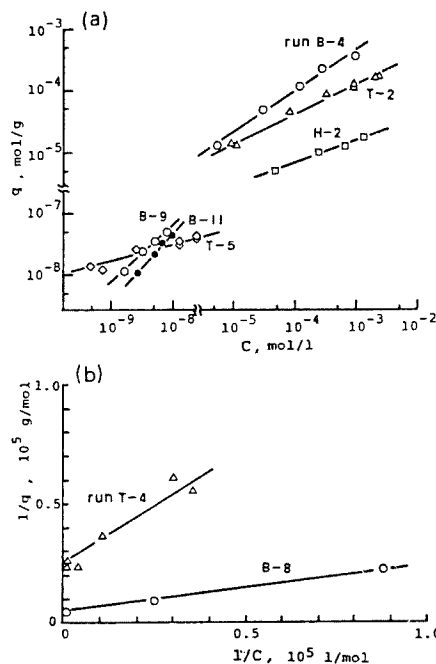 (a)
10⁻³
run B-4
10⁻⁴
T-2
q, mol/g
H-2
10⁻⁵
10⁻⁷
B-9
B-11
T-5
10⁻⁸
10⁻⁹ 10⁻⁸ 10⁻⁵ 10⁻⁴ 10⁻³ 10⁻²
C, mol/l
(b)
1.0
1/q, 10⁵ g/mol
run T-4
0.5
B-8
0
0 0.5 1.0
1/C, 10⁵ l/mol